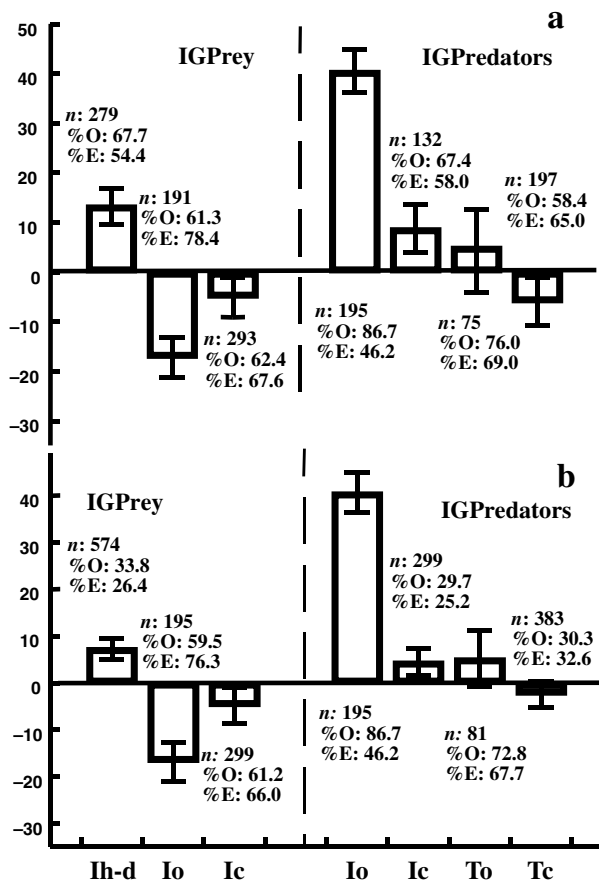 a
50
40
30
20
10
0
−10
−20
−30
IGPrey
IGPredators
n: 279
%O: 67.7
%E: 54.4
n: 191
%O: 61.3
%E: 78.4
n: 293
%O: 62.4
%E: 67.6
n: 195
%O: 86.7
%E: 46.2
n: 132
%O: 67.4
%E: 58.0
n: 75
%O: 76.0
%E: 69.0
n: 197
%O: 58.4
%E: 65.0
b
40
30
20
10
0
−10
−20
−30
IGPrey
IGPredators
n: 574
%O: 33.8
%E: 26.4
n: 195
%O: 59.5
%E: 76.3
n: 299
%O: 61.2
%E: 66.0
n: 195
%O: 86.7
%E: 46.2
n: 299
%O: 29.7
%E: 25.2
n: 81
%O: 72.8
%E: 67.7
n: 383
%O: 30.3
%E: 32.6
Ih-d Io Ic Io Ic To Tc